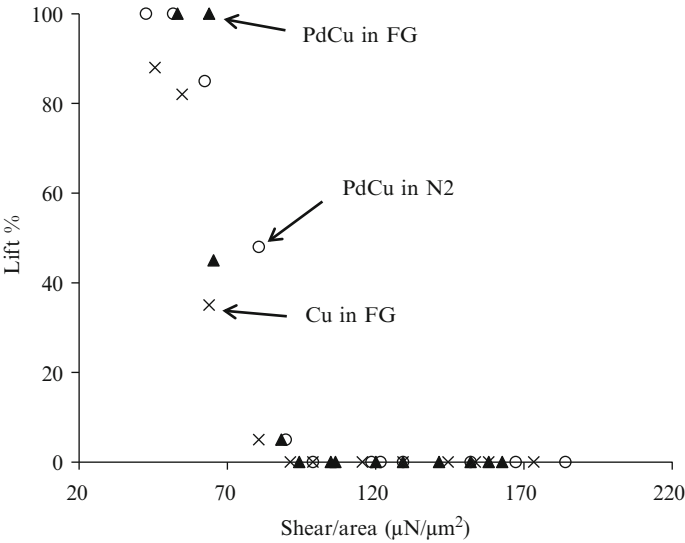 100
PdCu in FG
80
PdCu in N2
60
Lift %
40
Cu in FG
20
0
20 70 120 170 220
Shear/area (µN/µm²)